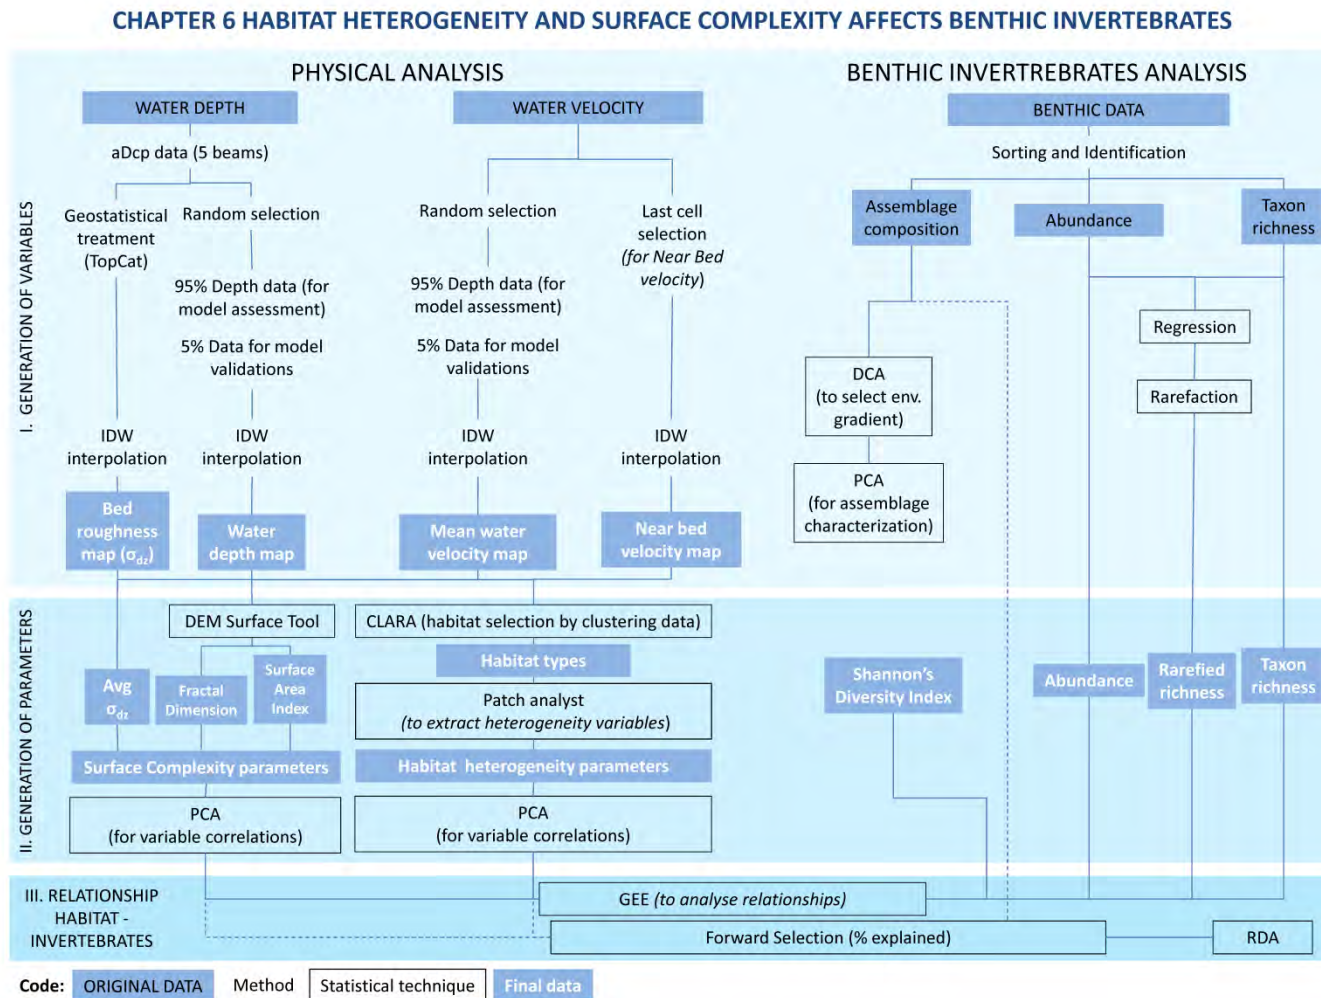 CHAPTER 6 HABITAT HETEROGENEITY AND SURFACE COMPLEXITY AFFECTS BENTHIC INVERTEBRATES
PHYSICAL ANALYSIS
BENTHIC INVERTREBRATES ANALYSIS
I. GENERATION OF VARIABLES
WATER DEPTH
WATER VELOCITY
BENTHIC DATA
aDcp data (5 beams)
Sorting and Identification
Geostatistical
treatment
(TopCat)
Random selection
95% Depth data (for
model assessment)
5% Data for model
validations
Random selection
95% Depth data (for
model assessment)
5% Data for model
validations
Last cell
selection
(for Near Bed
velocity)
Assemblage
composition
Abundance
Taxon
richness
Regression
Rarefaction
DCA
(to select env.
gradient)
PCA
(for assemblage
characterization)
IDW
interpolation
IDW
interpolation
IDW
interpolation
IDW
interpolation
Bed
roughness
map (σdz)
Water
depth map
Mean water
velocity map
Near bed
velocity map
II. GENERATION OF PARAMETERS
DEM Surface Tool
CLARA (habitat selection by clustering data)
Avg
σdz
Fractal
Dimension
Surface
Area
Index
Habitat types
Patch analyst
(to extract heterogeneity variables)
Shannon's
Diversity Index
Abundance
Rarefied
richness
Taxon
richness
Surface Complexity parameters
Habitat heterogeneity parameters
PCA
(for variable correlations)
PCA
(for variable correlations)
III. RELATIONSHIP
HABITAT -
INVERTEBRATES
GEE (to analyse relationships)
Forward Selection (% explained)
RDA
Code: ORIGINAL DATA Method Statistical technique Final data